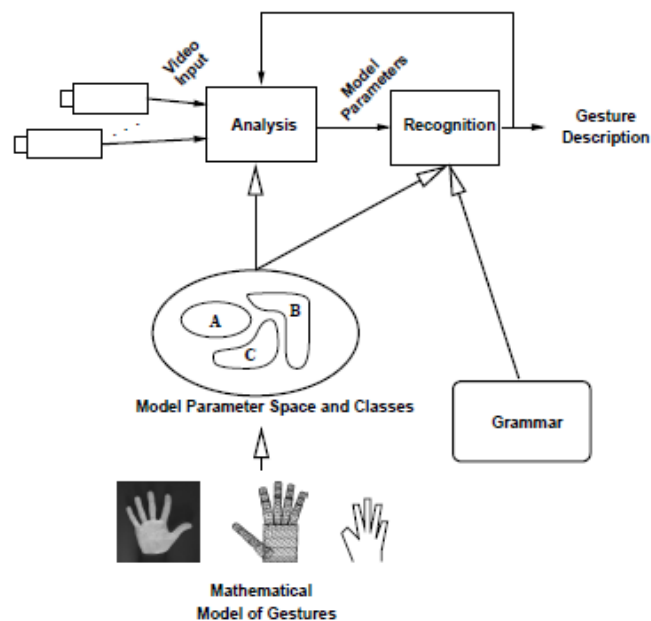 Video
Input
Analysis
Model
Parameters
Recognition
Gesture
Description
A
B
C
Model Parameter Space and Classes
Grammar
Mathematical
Model of Gestures